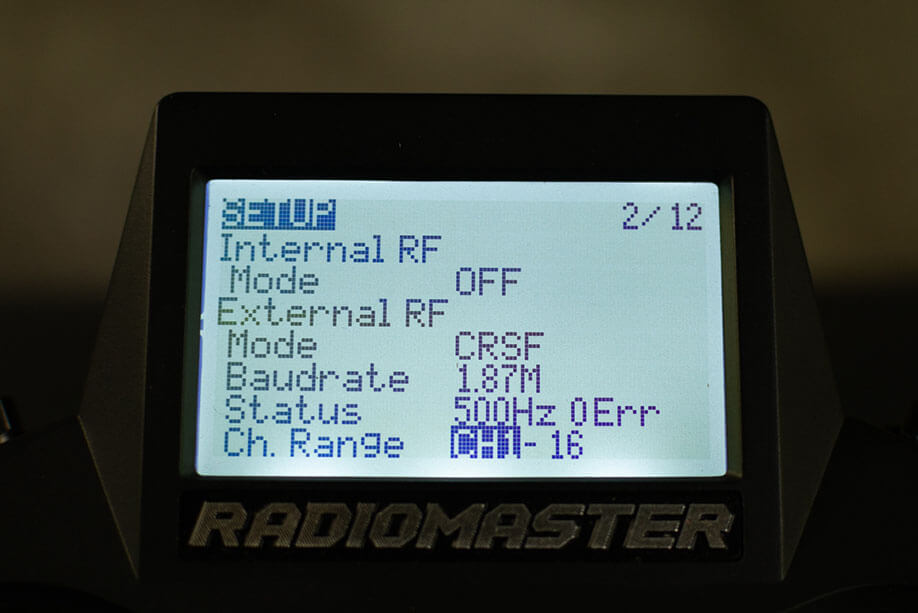 SETUP 2/12
Internal RF
Mode OFF
External RF
Mode CRSF
Baudrate 1.87M
Status 500Hz 0Err
Ch. Range CH1-16
RADIOMASTER